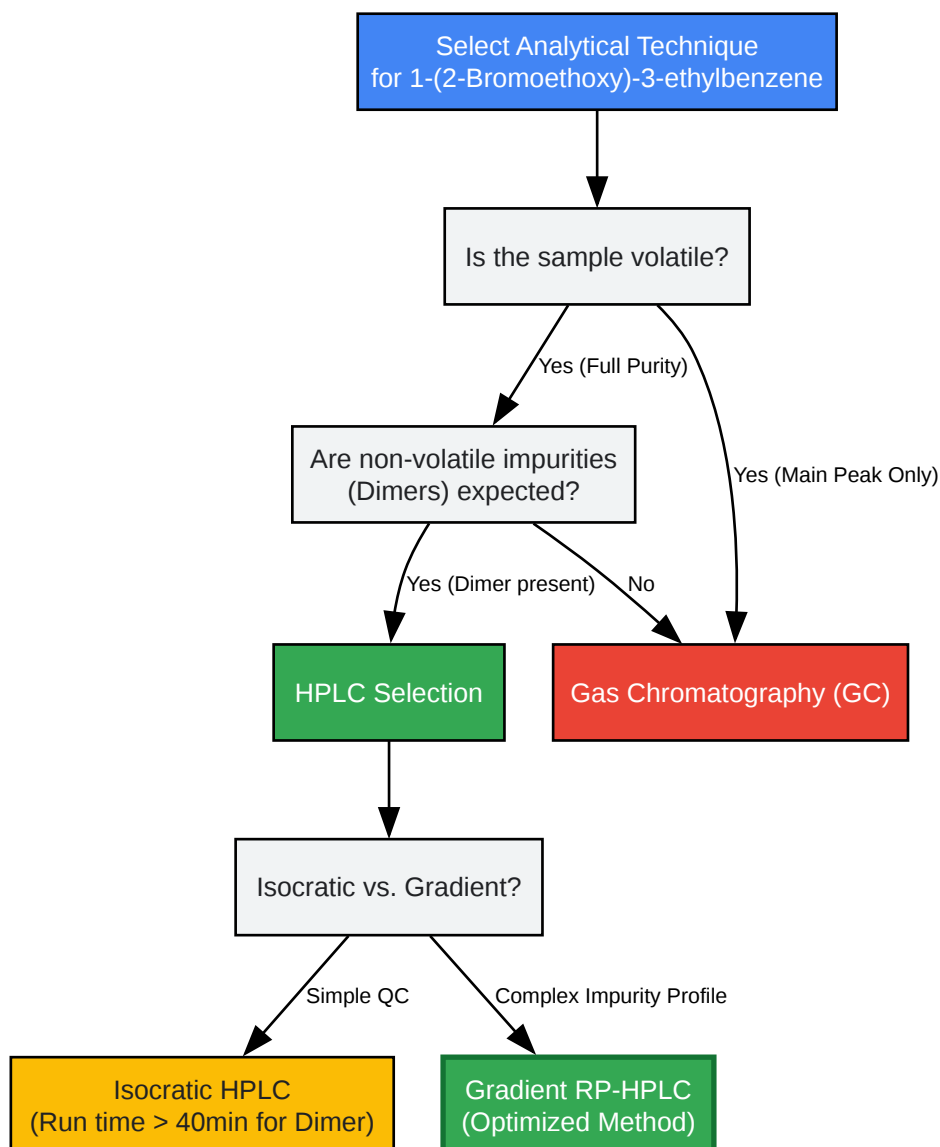 Select Analytical Technique
for 1-(2-Bromoethoxy)-3-ethylbenzene
Is the sample volatile?
Yes (Full Purity)
Are non-volatile impurities
(Dimers) expected?
Yes (Main Peak Only)
Yes (Dimer present)
No
HPLC Selection
Gas Chromatography (GC)
Isocratic vs. Gradient?
Simple QC
Complex Impurity Profile
Isocratic HPLC
(Run time > 40min for Dimer)
Gradient RP-HPLC
(Optimized Method)